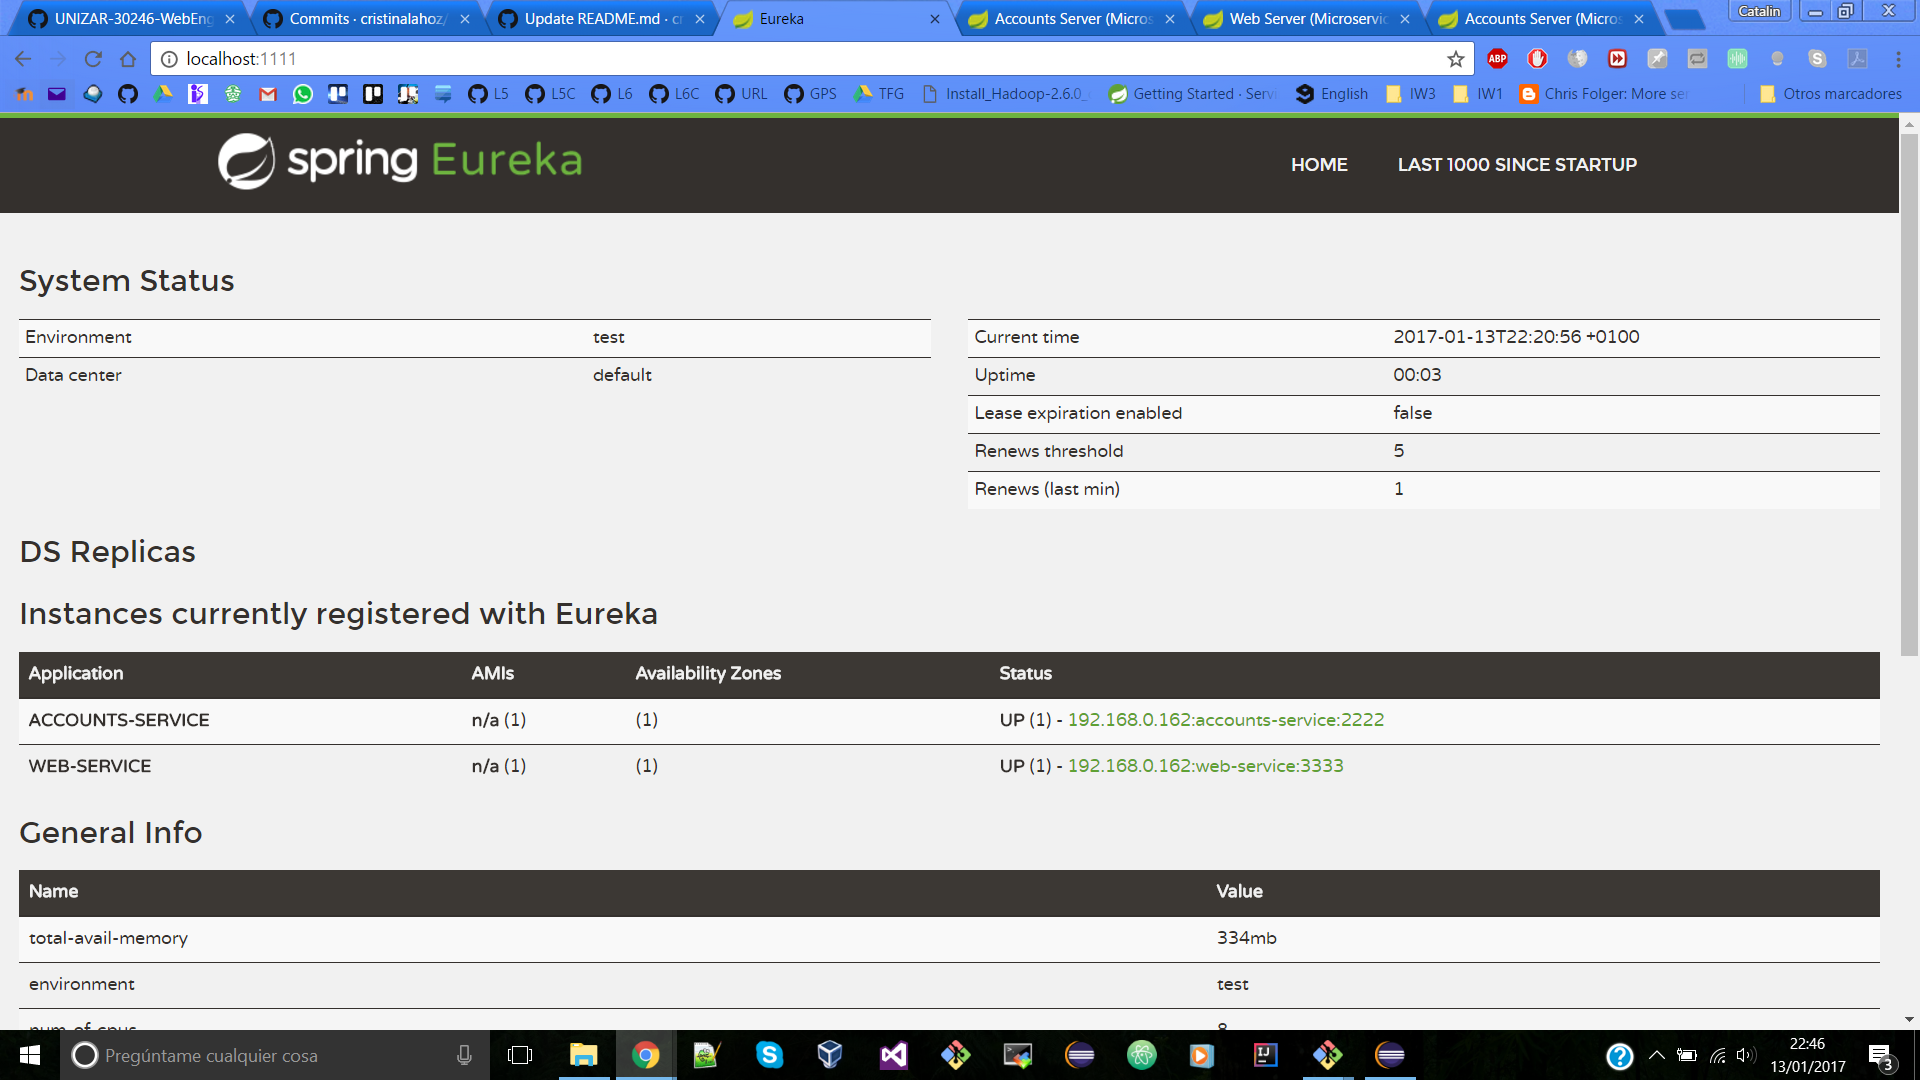 UNIZAR-30246-WebEng
Commits · cristinalahoz/
Update README.md · cr
Eureka
Accounts Server (Micros
Web Server (Microservic
Accounts Server (Micros
Catalin
localhost:1111
ABP
L5
L5C
L6
L6C
URL
GPS
TFG
Install_Hadoop-2.6.0_
Getting Started · Servi
English
IW3
IW1
Chris Folger: More ser
Otros marcadores
spring Eureka
HOME
LAST 1000 SINCE STARTUP
System Status
Environment test
Data center default
Current time 2017-01-13T22:20:56 +0100
Uptime 00:03
Lease expiration enabled false
Renews threshold 5
Renews (last min) 1
DS Replicas
Instances currently registered with Eureka
Application AMIs Availability Zones Status
ACCOUNTS-SERVICE n/a (1) (1) UP (1) - 192.168.0.162:accounts-service:2222
WEB-SERVICE n/a (1) (1) UP (1) - 192.168.0.162:web-service:3333
General Info
Name Value
total-avail-memory 334mb
environment test
num-of-cpus 8
Pregúntame cualquier cosa
22:46
13/01/2017
3